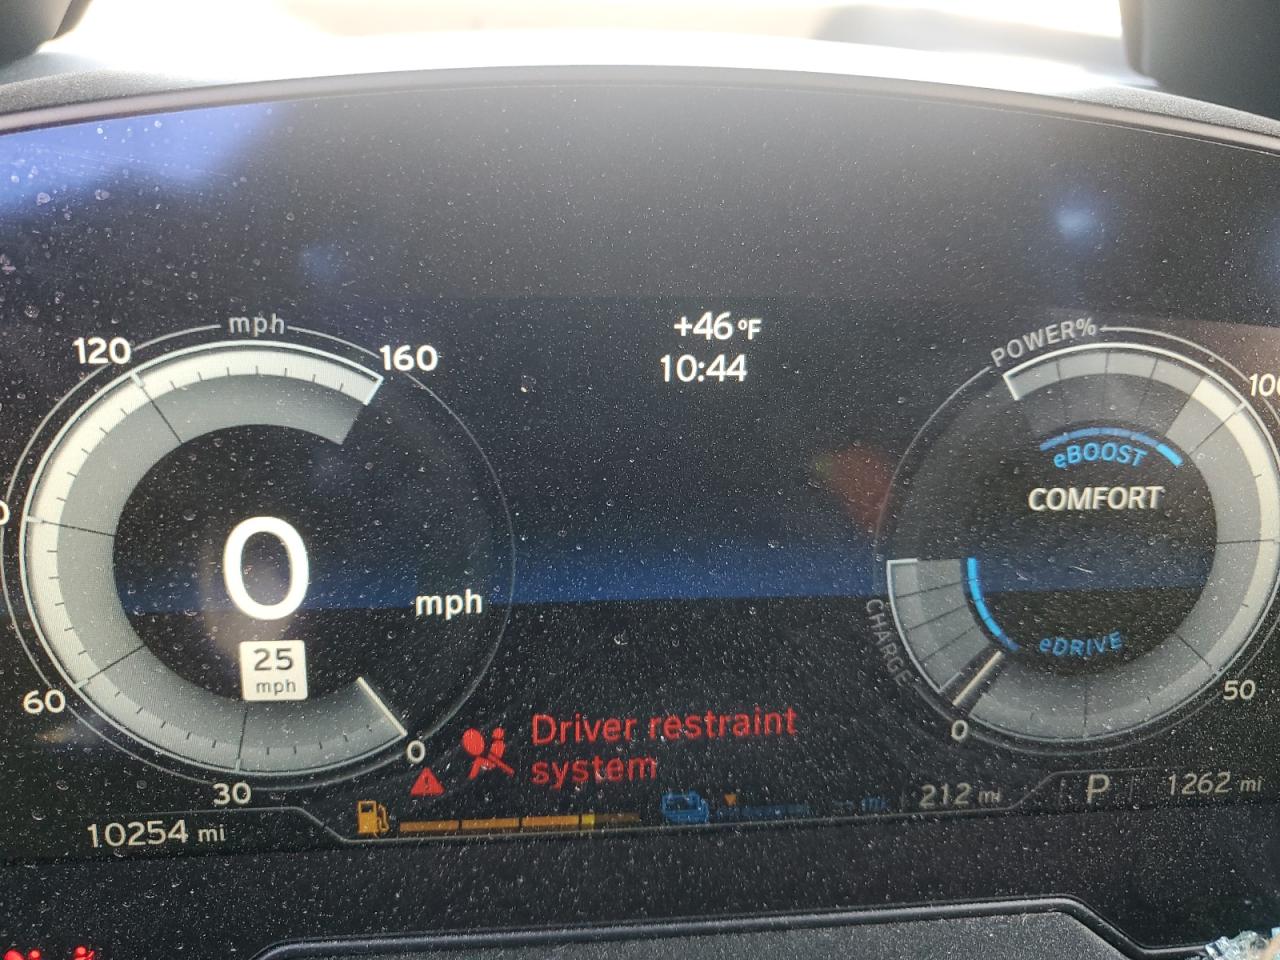 mph
120
160
+46 °F
10:44
POWER%
100
eBOOST
COMFORT
0
mph
25
mph
CHARGE
eDRIVE
60
50
Driver restraint
system
0
0
30
10254 mi
212 mi
P
1262 mi